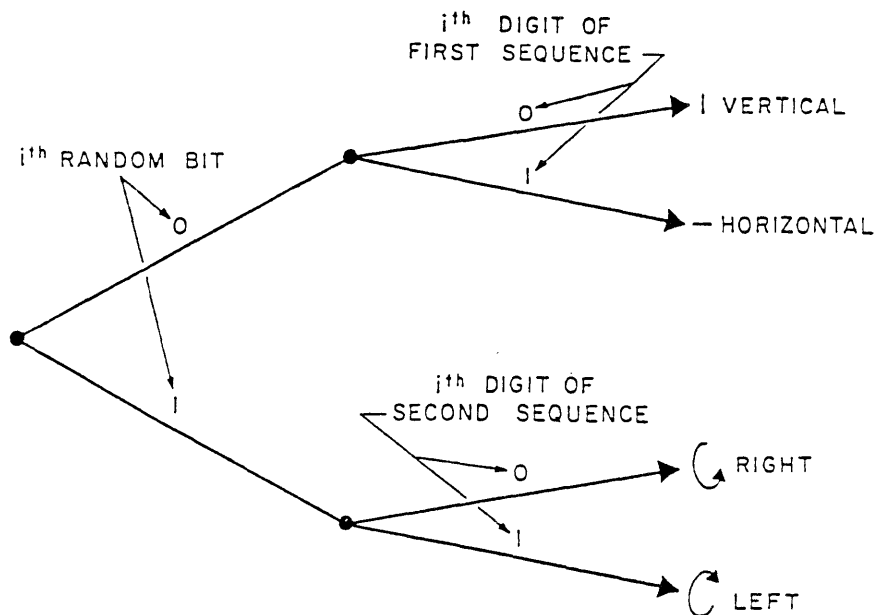 iᵗʰ DIGIT OF
FIRST SEQUENCE
0
VERTICAL
iᵗʰ RANDOM BIT
1
0
HORIZONTAL
1
iᵗʰ DIGIT OF
SECOND SEQUENCE
0
RIGHT
1
LEFT